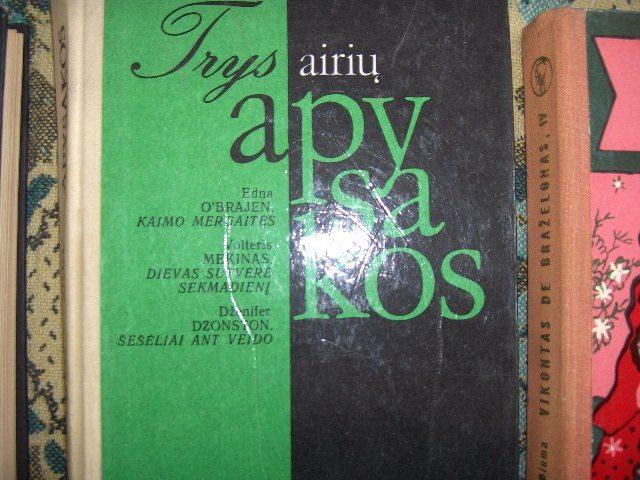 Trys airių
apy
sa
kos
Edna
O'BRAJEN.
KAIMO MERGAITĖS
Volteris
MEKINAS.
DIEVAS SUTVĖRĖ
SEKMADIENĮ
Dženifer
DŽONSTON.
ŠEŠĖLIAI ANT VEIDO
VIKONTAS DE BRAŽELONAS, IV